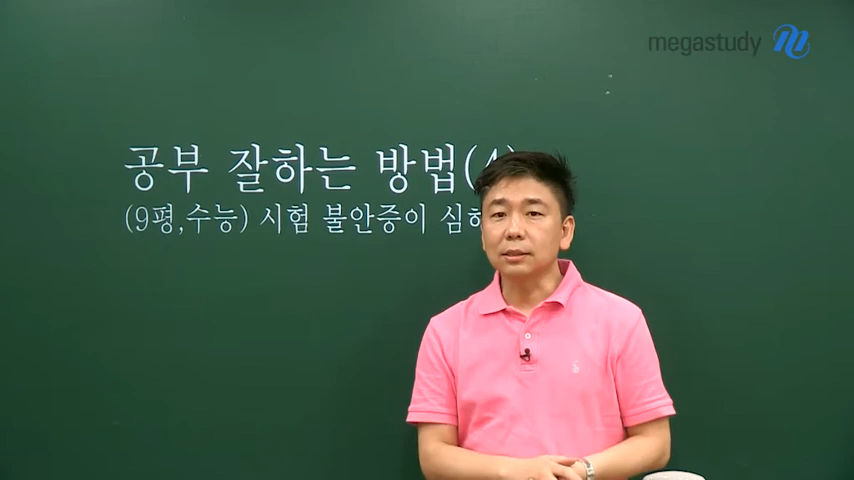 megastudy
공부 잘하는 방법(4)
(9평,수능) 시험 불안증이 심